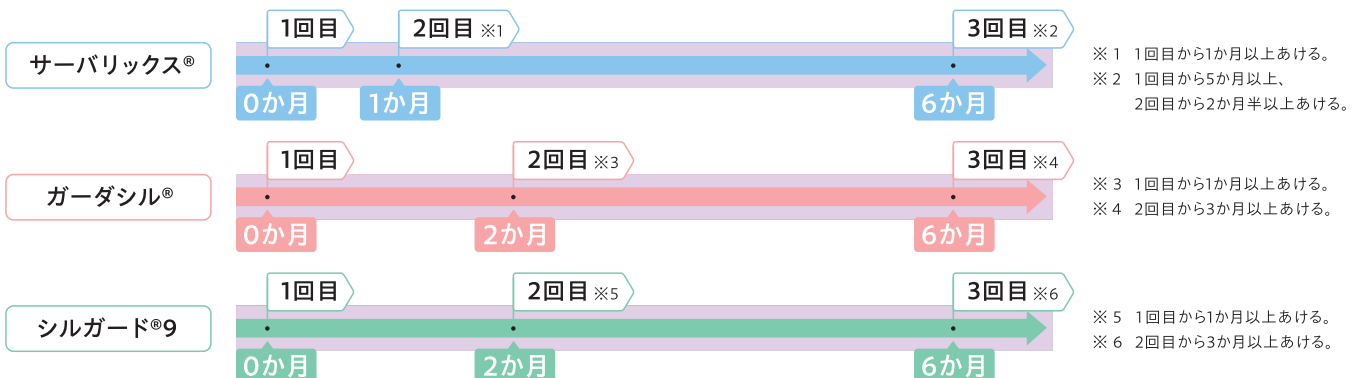 1回目
2回目 ※1
3回目 ※2
サーバリックス®
0か月
1か月
6か月
※1 1回目から1か月以上あける。
※2 1回目から5か月以上、
2回目から2か月半以上あける。
1回目
2回目 ※3
3回目 ※4
ガーダシル®
0か月
2か月
6か月
※3 1回目から1か月以上あける。
※4 2回目から3か月以上あける。
1回目
2回目 ※5
3回目 ※6
シルガード®9
0か月
2か月
6か月
※5 1回目から1か月以上あける。
※6 2回目から3か月以上あける。